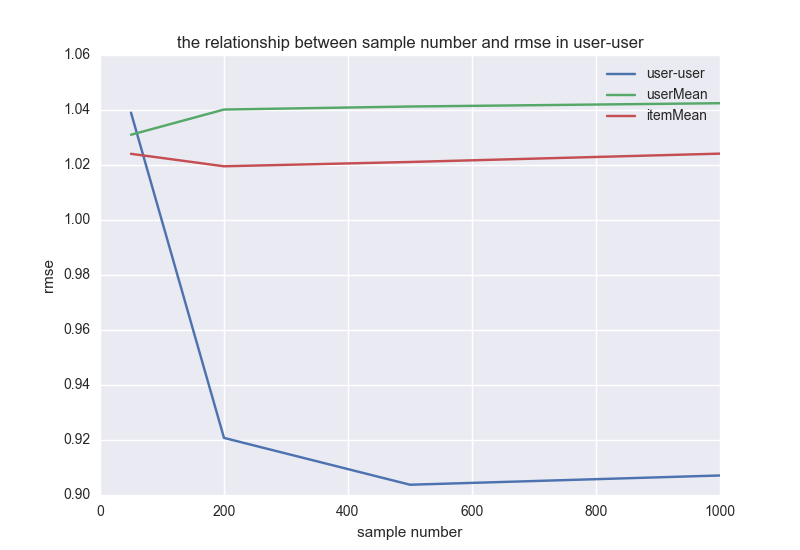 the relationship between sample number and rmse in user-user
1.06
1.04
1.02
1.00
0.98
0.96
0.94
0.92
0.90
rmse
user-user
userMean
itemMean
0 200 400 600 800 1000
sample number